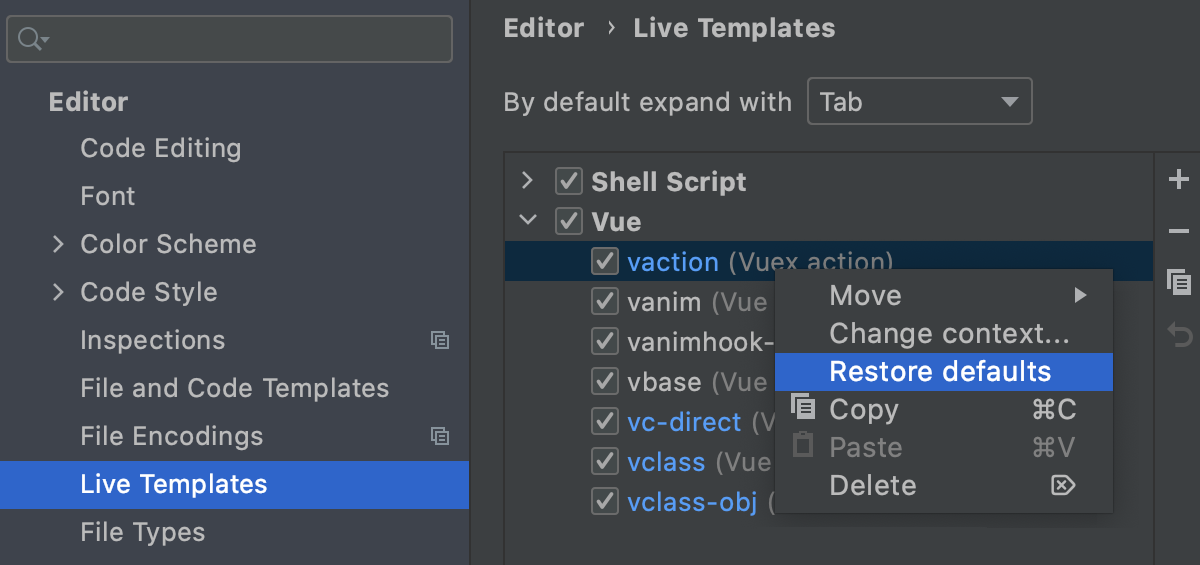 Editor
Code Editing
Font
Color Scheme
Code Style
Inspections
File and Code Templates
File Encodings
Live Templates
File Types
Editor › Live Templates
By default expand with Tab
Shell Script
Vue
vaction (Vuex action)
vanim (Vue
vanimhook-
vbase (Vue
vc-direct (V
vclass (Vue
vclass-obj (
Move
Change context...
Restore defaults
Copy ⌘C
Paste ⌘V
Delete ⌦